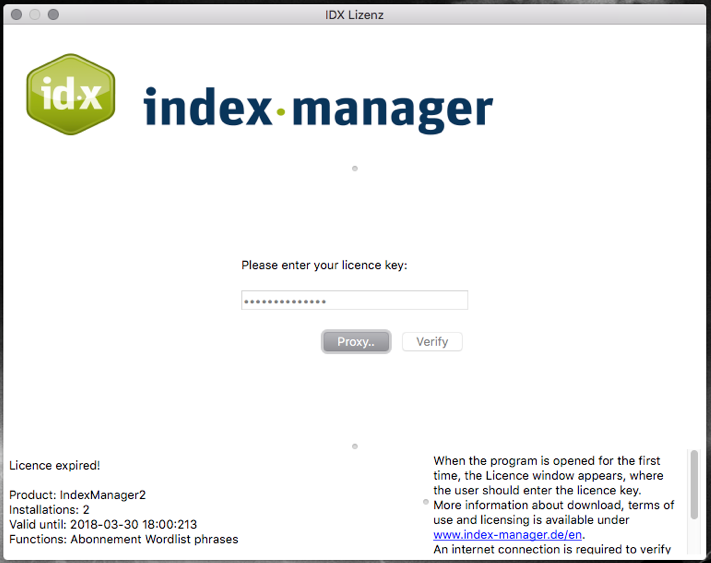 IDX Lizenz
id·x
index·manager
Please enter your licence key:
••••••••••••••
Proxy..
Verify
Licence expired!
Product: IndexManager2
Installations: 2
Valid until: 2018-03-30 18:00:213
Functions: Abonnement Wordlist phrases
When the program is opened for the first
time, the Licence window appears, where
the user should enter the licence key.
More information about download, terms of
use and licensing is available under
www.index-manager.de/en.
An internet connection is required to verify